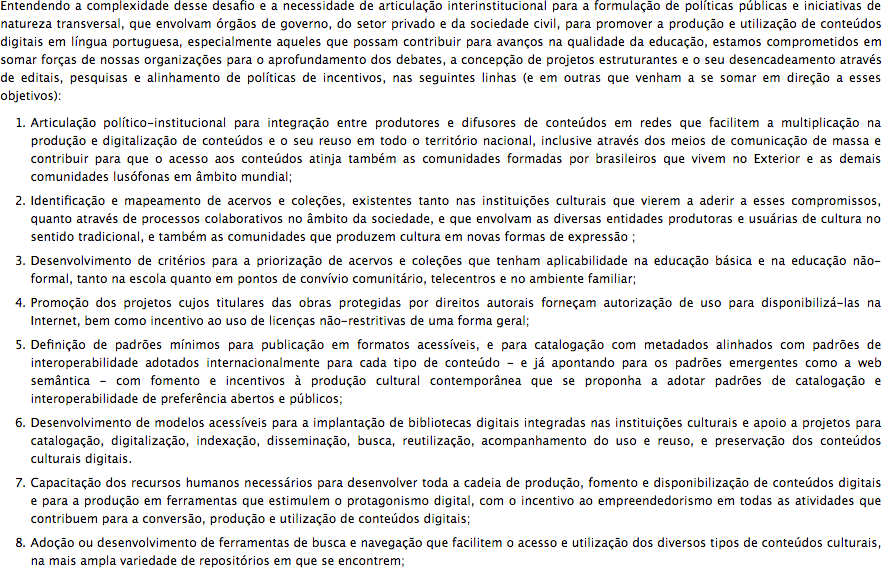 Entendendo a complexidade desse desafio e a necessidade de articulação interinstitucional para a formulação de políticas públicas e iniciativas de
natureza transversal, que envolvam órgãos de governo, do setor privado e da sociedade civil, para promover a produção e utilização de conteúdos
digitais em língua portuguesa, especialmente aqueles que possam contribuir para avanços na qualidade da educação, estamos comprometidos em
somar forças de nossas organizações para o aprofundamento dos debates, a concepção de projetos estruturantes e o seu desencadeamento através
de editais, pesquisas e alinhamento de políticas de incentivos, nas seguintes linhas (e em outras que venham a se somar em direção a esses
objetivos):
1. Articulação político-institucional para integração entre produtores e difusores de conteúdos em redes que facilitem a multiplicação na
produção e digitalização de conteúdos e o seu reuso em todo o território nacional, inclusive através dos meios de comunicação de massa e
contribuir para que o acesso aos conteúdos atinja também as comunidades formadas por brasileiros que vivem no Exterior e as demais
comunidades lusófonas em âmbito mundial;
2. Identificação e mapeamento de acervos e coleções, existentes tanto nas instituições culturais que vierem a aderir a esses compromissos,
quanto através de processos colaborativos no âmbito da sociedade, e que envolvam as diversas entidades produtoras e usuárias de cultura no
sentido tradicional, e também as comunidades que produzem cultura em novas formas de expressão ;
3. Desenvolvimento de critérios para a priorização de acervos e coleções que tenham aplicabilidade na educação básica e na educação não-
formal, tanto na escola quanto em pontos de convívio comunitário, telecentros e no ambiente familiar;
4. Promoção dos projetos cujos titulares das obras protegidas por direitos autorais forneçam autorização de uso para disponibilizá-las na
Internet, bem como incentivo ao uso de licenças não-restritivas de uma forma geral;
5. Definição de padrões mínimos para publicação em formatos acessíveis, e para catalogação com metadados alinhados com padrões de
interoperabilidade adotados internacionalmente para cada tipo de conteúdo - e já apontando para os padrões emergentes como a web
semântica - com fomento e incentivos à produção cultural contemporânea que se proponha a adotar padrões de catalogação e
interoperabilidade de preferência abertos e públicos;
6. Desenvolvimento de modelos acessíveis para a implantação de bibliotecas digitais integradas nas instituições culturais e apoio a projetos para
catalogação, digitalização, indexação, disseminação, busca, reutilização, acompanhamento do uso e reuso, e preservação dos conteúdos
culturais digitais.
7. Capacitação dos recursos humanos necessários para desenvolver toda a cadeia de produção, fomento e disponibilização de conteúdos digitais
e para a produção em ferramentas que estimulem o protagonismo digital, com o incentivo ao empreendedorismo em todas as atividades que
contribuem para a conversão, produção e utilização de conteúdos digitais;
8. Adoção ou desenvolvimento de ferramentas de busca e navegação que facilitem o acesso e utilização dos diversos tipos de conteúdos culturais,
na mais ampla variedade de repositórios em que se encontrem;